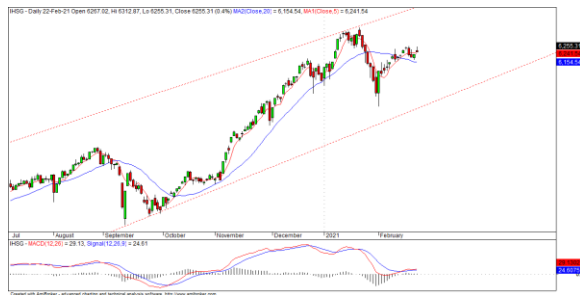 IHSG - Daily 22-Feb-21 Open 6267.02, Hi 6312.87, Lo 6255.31, Close 6255.31 (0.4%) MA2(Close,20) = 6,154.54, MA1(Close,5) = 6,241.54
6,255.31
6,241.54
6,154.54
Jul August September October November December 2021 February
IHSG - MACD(12,26) = 29.13, Signal(12,26,9) = 24.61
24.6075
0
Created with AmiBroker - advanced charting and technical analysis software. http://www.amibroker.com